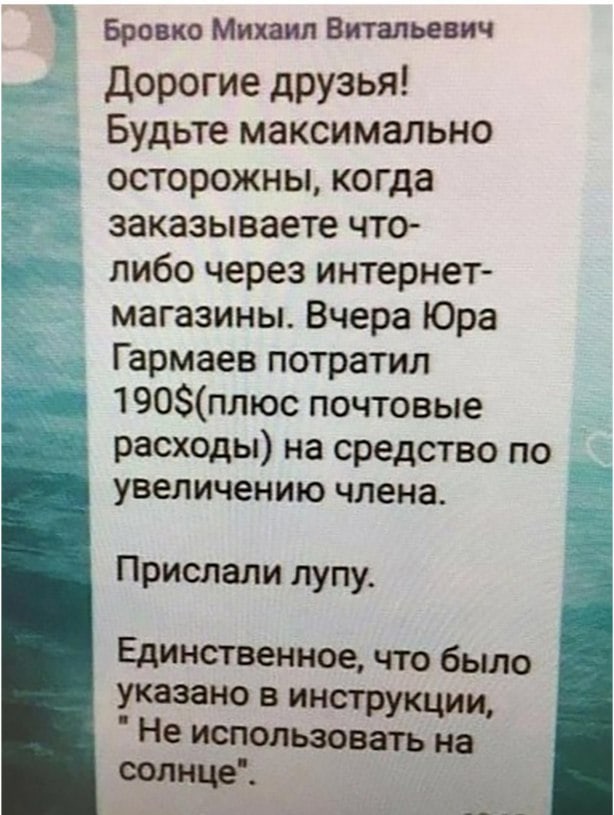 Бровко Михаил Витальевич
Дорогие друзья!
Будьте максимально
осторожны, когда
заказываете что-
либо через интернет-
магазины. Вчера Юра
Гармаев потратил
190$(плюс почтовые
расходы) на средство по
увеличению члена.
Прислали лупу.
Единственное, что было
указано в инструкции,
" Не использовать на
солнце".